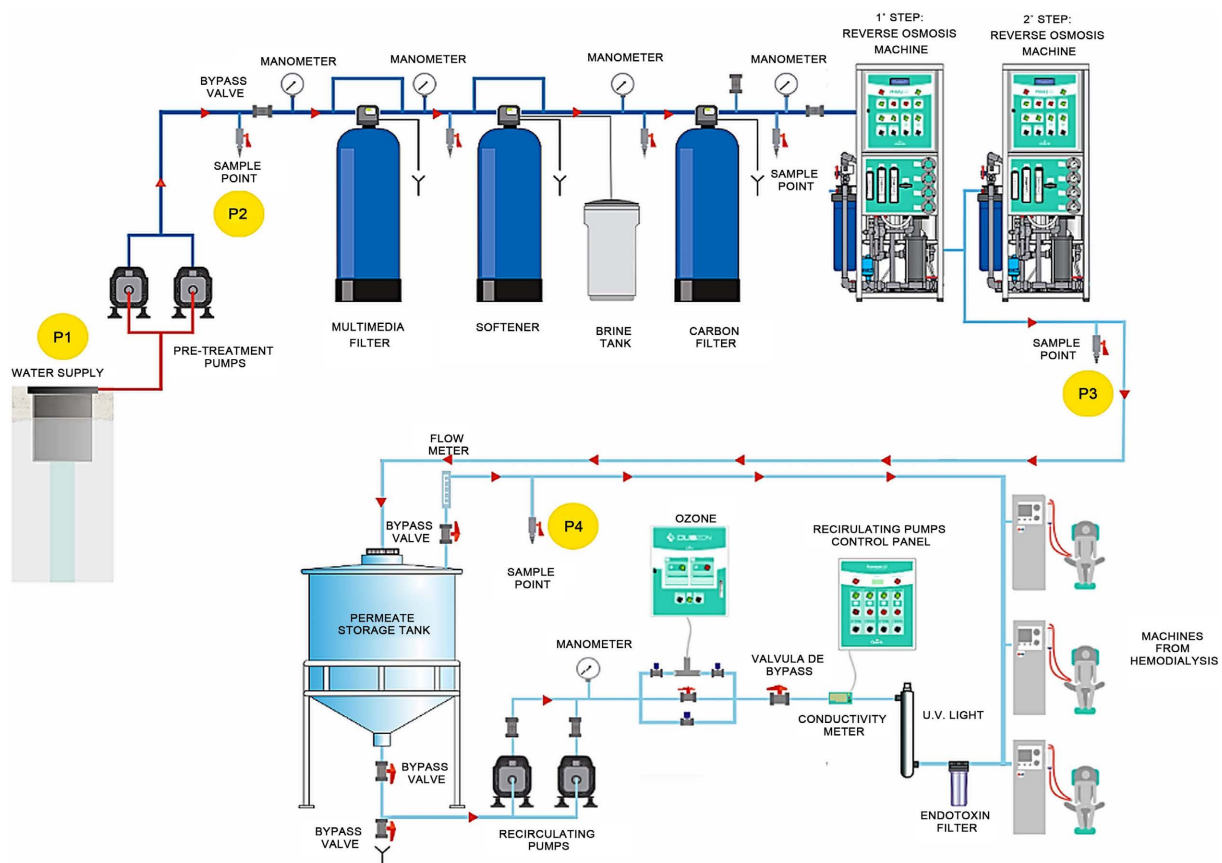 1° STEP:
REVERSE OSMOSIS
MACHINE
2° STEP:
REVERSE OSMOSIS
MACHINE
MANOMETER
MANOMETER
MANOMETER
MANOMETER
BYPASS
VALVE
SAMPLE
POINT
P2
SAMPLE
POINT
P1
WATER SUPPLY
PRE-TREATMENT
PUMPS
MULTIMEDIA
FILTER
SOFTENER
BRINE
TANK
CARBON
FILTER
SAMPLE
POINT
P3
FLOW
METER
BYPASS
VALVE
P4
SAMPLE
POINT
OZONE
RECIRULATING PUMPS
CONTROL PANEL
PERMEATE
STORAGE TANK
MANOMETER
VALVULA DE
BYPASS
CONDUCTIVITY
METER
U.V. LIGHT
MACHINES
FROM
HEMODIALYSIS
BYPASS
VALVE
BYPASS
VALVE
RECIRCULATING
PUMPS
ENDOTOXIN
FILTER